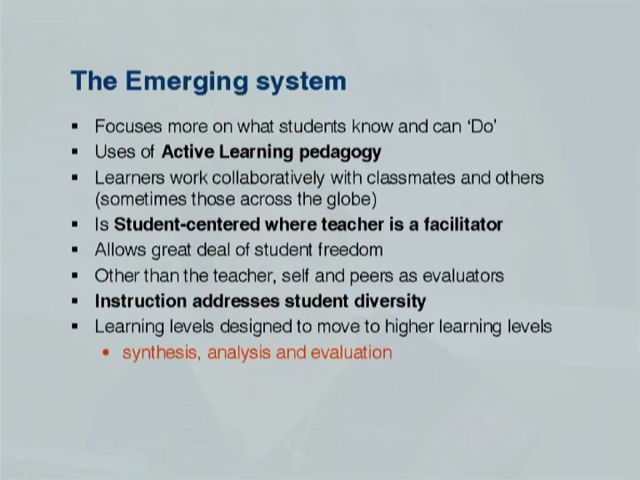 The Emerging system
▪ Focuses more on what students know and can ‘Do’
▪ Uses of Active Learning pedagogy
▪ Learners work collaboratively with classmates and others
(sometimes those across the globe)
▪ Is Student-centered where teacher is a facilitator
▪ Allows great deal of student freedom
▪ Other than the teacher, self and peers as evaluators
▪ Instruction addresses student diversity
▪ Learning levels designed to move to higher learning levels
• synthesis, analysis and evaluation